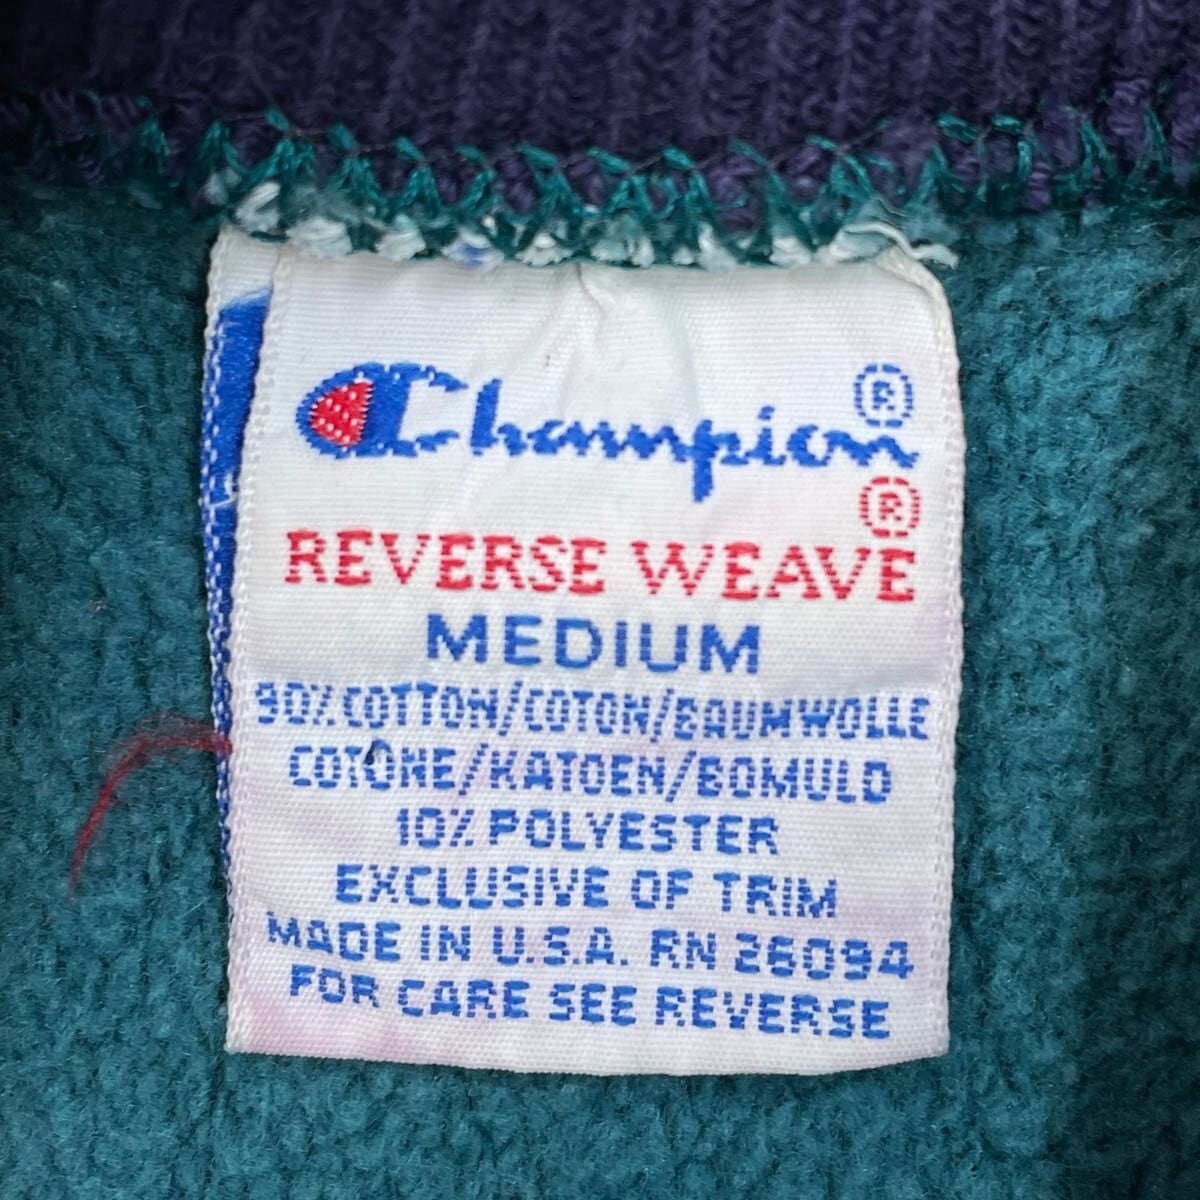 Champion®
®
REVERSE WEAVE
MEDIUM
90% COTTON/COTON/BAUMWOLLE
COTONE/KATOEN/BOMULD
10% POLYESTER
EXCLUSIVE OF TRIM
MADE IN U.S.A. RN 26094
FOR CARE SEE REVERSE